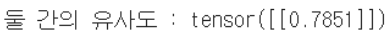 둘 간의 유사도 : tensor([[0.7851]])